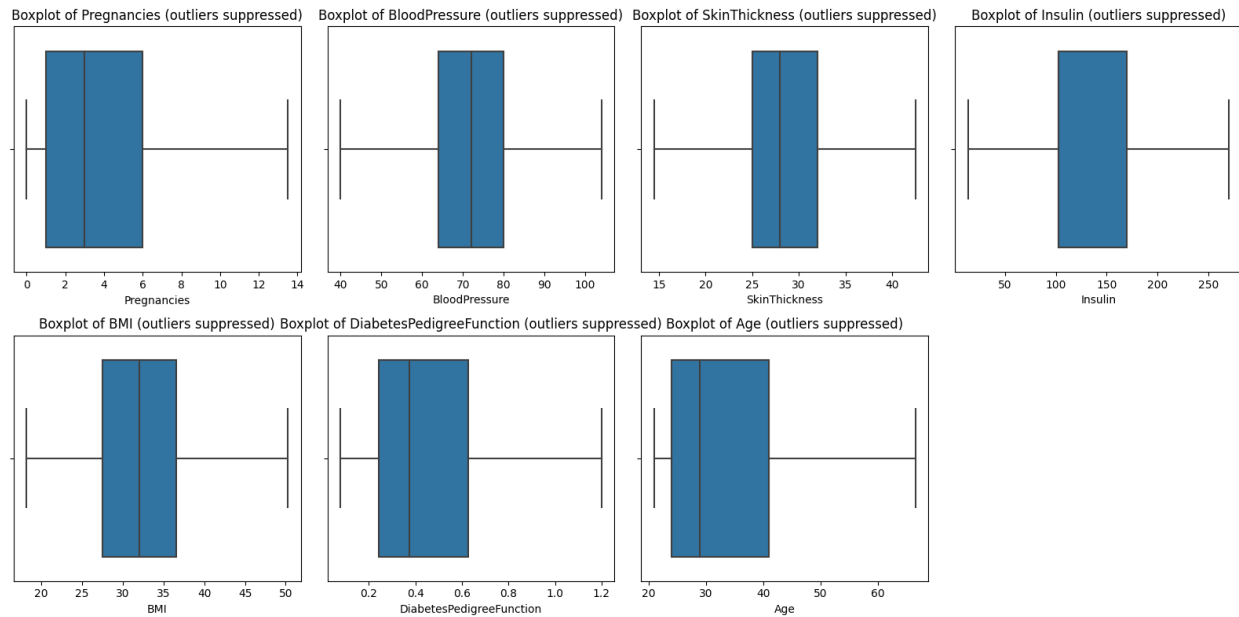 Boxplot of Pregnancies (outliers suppressed)
0 2 4 6 8 10 12 14
Pregnancies
Boxplot of BloodPressure (outliers suppressed)
40 50 60 70 80 90 100
BloodPressure
Boxplot of SkinThickness (outliers suppressed)
15 20 25 30 35 40
SkinThickness
Boxplot of Insulin (outliers suppressed)
50 100 150 200 250
Insulin
Boxplot of BMI (outliers suppressed)
20 25 30 35 40 45 50
BMI
Boxplot of DiabetesPedigreeFunction (outliers suppressed)
0.2 0.4 0.6 0.8 1.0 1.2
DiabetesPedigreeFunction
Boxplot of Age (outliers suppressed)
20 30 40 50 60
Age